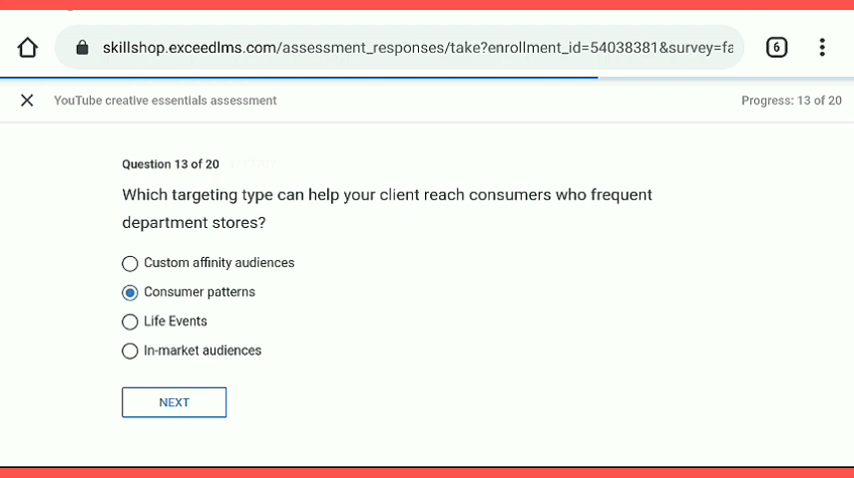 skillshop.exceedlms.com/assessment_responses/take?enrollment_id=54038381&survey=fa
6
YouTube creative essentials assessment
Progress: 13 of 20
Question 13 of 20
Which targeting type can help your client reach consumers who frequent
department stores?
Custom affinity audiences
Consumer patterns
Life Events
In-market audiences
NEXT